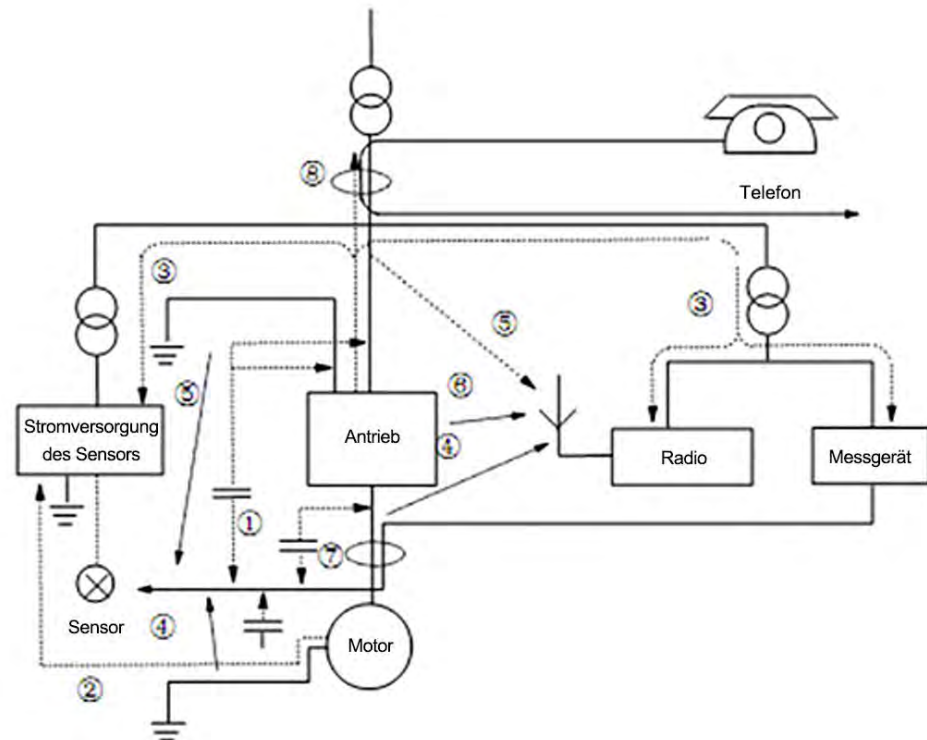 ⑧
Telefon
③
③
⑤
⑤
⑥
Stromversorgung
des Sensors
Antrieb
④
Radio
Messgerät
①
⑦
Sensor
④
Motor
②